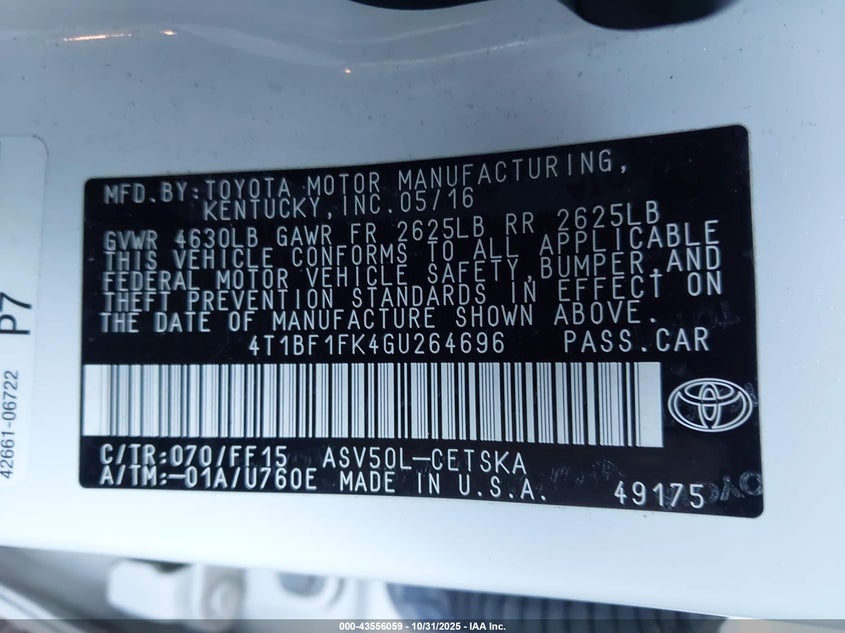 MFD.BY:TOYOTA MOTOR MANUFACTURING,
KENTUCKY,INC.05/16
GVWR 4630LB GAWR FR 2625LB RR 2625LB
THIS VEHICLE CONFORMS TO ALL APPLICABLE
FEDERAL MOTOR VEHICLE SAFETY,BUMPER,AND
THEFT PREVENTION STANDARDS IN EFFECT ON
THE DATE OF MANUFACTURE SHOWN ABOVE.
4T1BF1FK4GU264696 PASS.CAR
C/TR:070/FF15 ASV50L-CETSKA
A/TM:-01A/U760E MADE IN U.S.A.
49175
42661-06722 P7
000-43556059 - 10/31/2025 - IAA Inc.